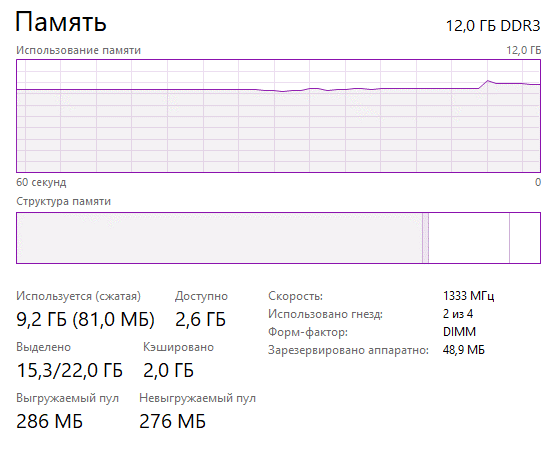 Память 12,0 ГБ DDR3
Использование памяти 12,0 ГБ
60 секунд 0
Структура памяти
Используется (сжатая) Доступно Скорость: 1333 МГц
9,2 ГБ (81,0 МБ) 2,6 ГБ Использовано гнезд: 2 из 4
Форм-фактор: DIMM
Выделено Кэшировано Зарезервировано аппаратно: 48,9 МБ
15,3/22,0 ГБ 2,0 ГБ
Выгружаемый пул Невыгружаемый пул
286 МБ 276 МБ